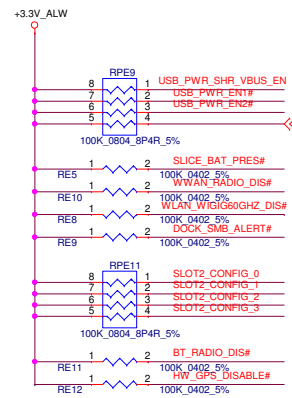 +3.3V_ALW
RPE9
8 1 USB_PWR_SHR_VBUS_EN
7 2 USB_PWR_EN1#
6 3 USB_PWR_EN2#
5 4
100K_0804_8P4R_5%
1 2 SLICE_BAT_PRES#
RE5 100K_0402_5%
1 2 WWAN_RADIO_DIS#
RE10 100K_0402_5%
1 2 WLAN_WIGIG60GHZ_DIS#
RE8 100K_0402_5%
1 2 DOCK_SMB_ALERT#
RE9 100K_0402_5%
RPE11
8 1 SLOT2_CONFIG_0
7 2 SLOT2_CONFIG_1
6 3 SLOT2_CONFIG_2
5 4 SLOT2_CONFIG_3
100K_0804_8P4R_5%
1 2 BT_RADIO_DIS#
RE11 100K_0402_5%
1 2 HW_GPS_DISABLE#
RE12 100K_0402_5%